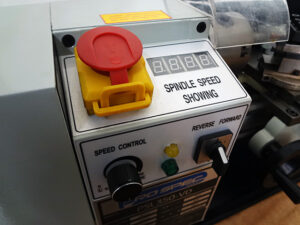 SPINDLE SPEED
SHOWING
SPEED CONTROL
REVERSE FORWARD